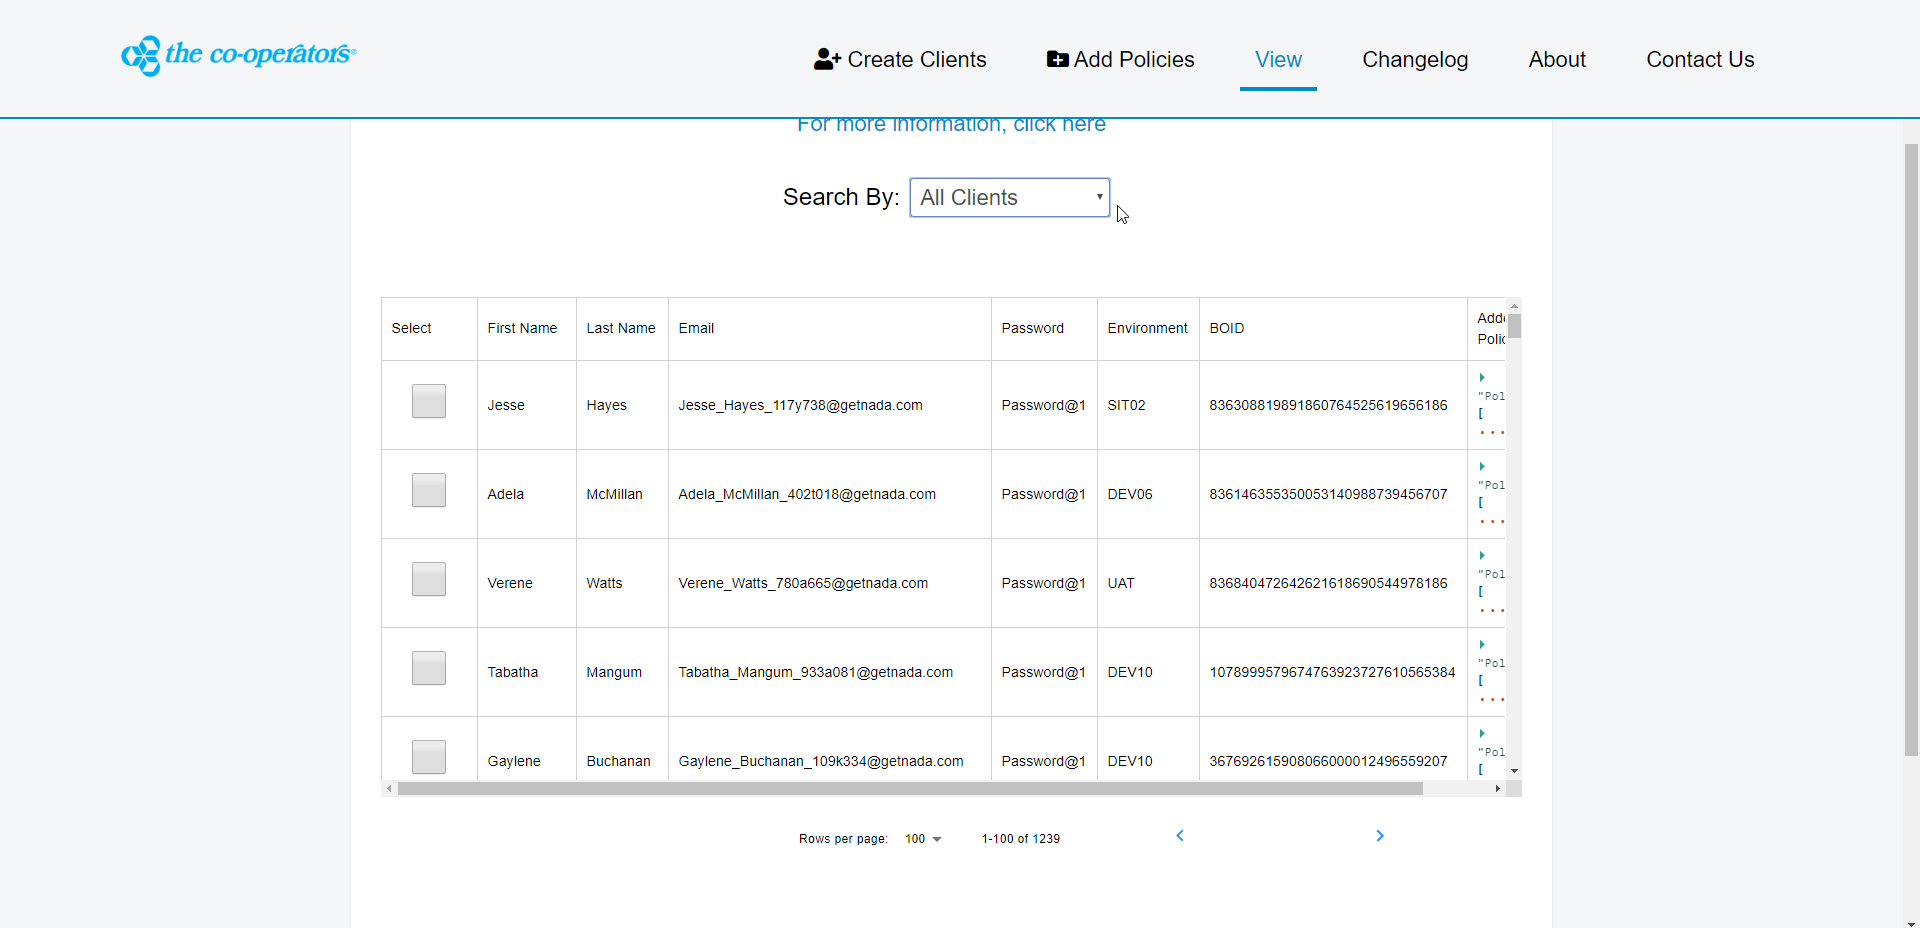 the co-operators®
Create Clients Add Policies View Changelog About Contact Us
For more information, click here
Search By: All Clients
Select First Name Last Name Email Password Environment BOID
Jesse Hayes Jesse_Hayes_117y738@getnada.com Password@1 SIT02 83630881989186076452561965​6186
"Pol
[
...
Adela McMillan Adela_McMillan_402t018@getnada.com Password@1 DEV06 836146355350053140988739456707
"Pol
[
...
Verene Watts Verene_Watts_780a665@getnada.com Password@1 UAT 836840472642621618690544978186
"Pol
[
...
Tabatha Mangum Tabatha_Mangum_933a081@getnada.com Password@1 DEV10 1078999579674763923727610565384
"Pol
[
...
Gaylene Buchanan Gaylene_Buchanan_109k334@getnada.com Password@1 DEV10 367692615908066000012496559207
"Pol
[
Rows per page: 100 1-100 of 1239